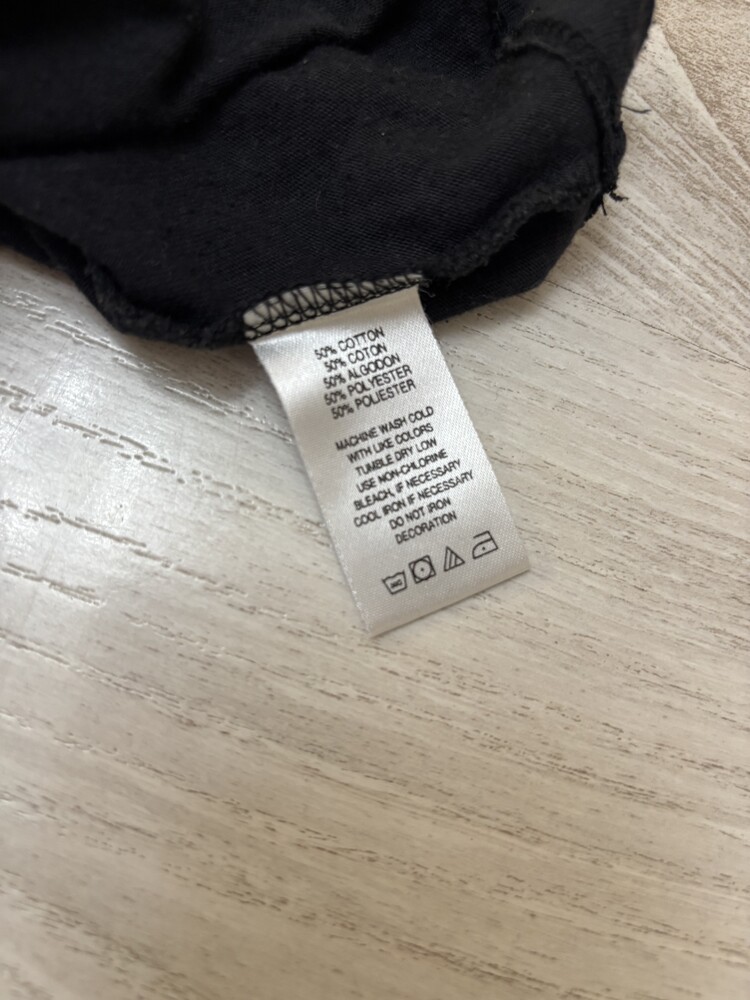 50% COTTON
50% COTON
50% ALGODON
50% POLYESTER
50% POLIESTER
MACHINE WASH COLD
WITH LIKE COLORS
TUMBLE DRY LOW
USE NON-CHLORINE
BLEACH, IF NECESSARY
COOL IRON IF NECESSARY
DO NOT IRON
DECORATION